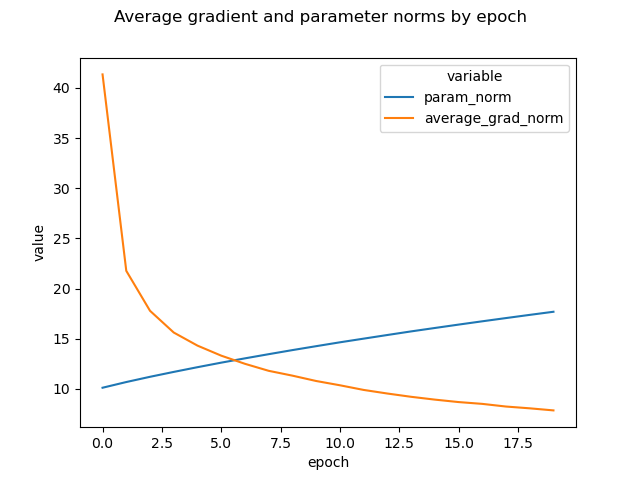 Average gradient and parameter norms by epoch
variable
param_norm
average_grad_norm
40
35
30
25
20
15
10
value
0.0 2.5 5.0 7.5 10.0 12.5 15.0 17.5
epoch